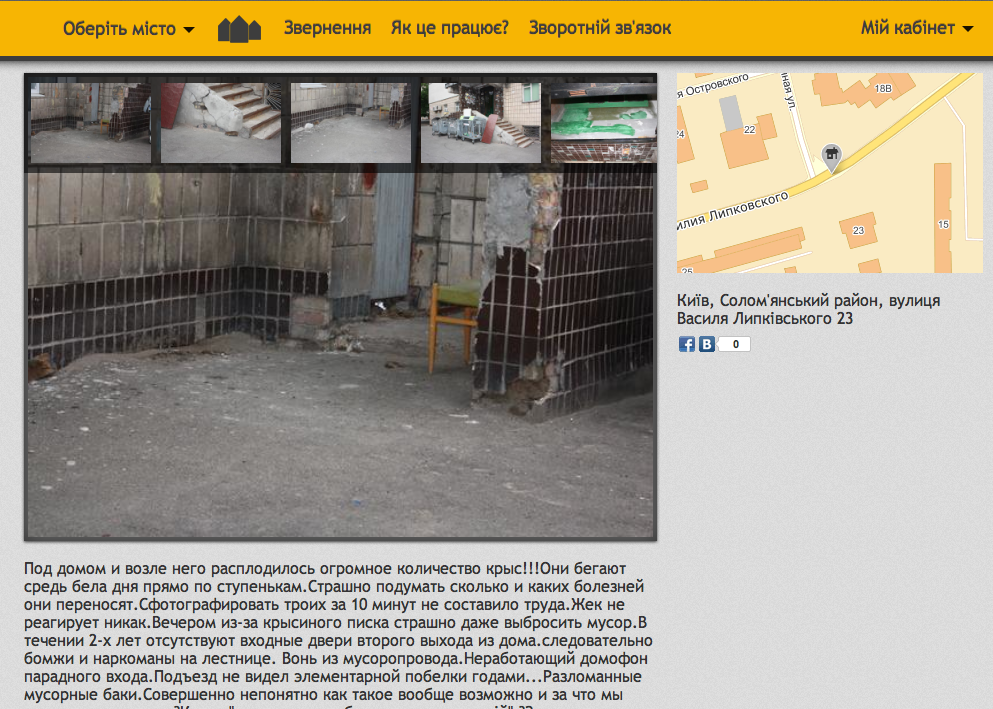 Оберіть місто
Звернення
Як це працює?
Зворотній зв'язок
Мій кабінет
я Островского
нная ул.
18В
24
22
илия Липковского
23
15
25
Київ, Солом'янський район, вулиця
Василя Липківського 23
f
B
0
Под домом и возле него расплодилось огромное количество крыс!!!Они бегают
средь бела дня прямо по ступенькам.Страшно подумать сколько и каких болезней
они переносят.Сфотографировать троих за 10 минут не составило труда.Жек не
реагирует никак.Вечером из-за крысиного писка страшно даже выбросить мусор.В
течении 2-х лет отсутствуют входные двери второго выхода из дома.следовательно
бомжи и наркоманы на лестнице. Вонь из мусоропровода.Неработающий домофон
парадного входа.Подъезд не видел элементарной побелки годами...Разломанные
мусорные баки.Совершенно непонятно как такое вообще возможно и за что мы